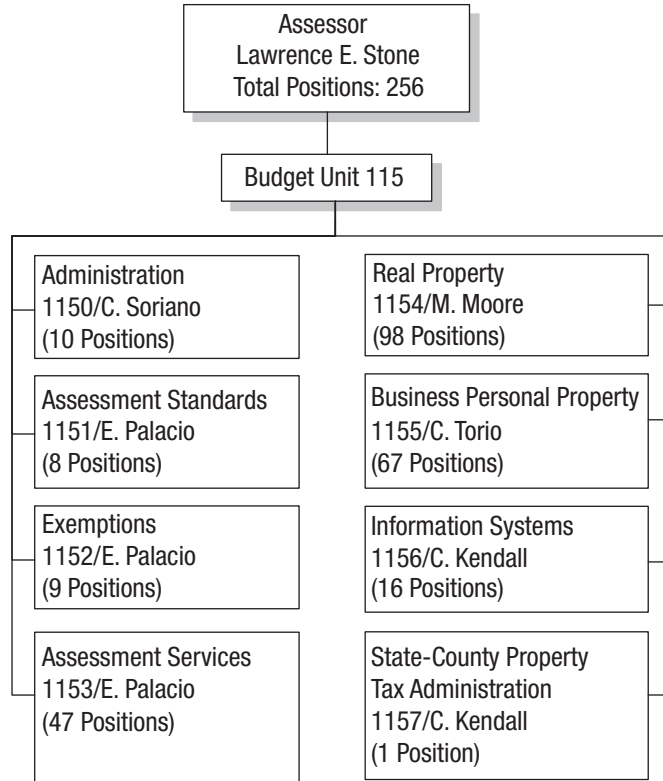 Assessor
Lawrence E. Stone
Total Positions: 256
Budget Unit 115
Administration
1150/C. Soriano
(10 Positions)
Assessment Standards
1151/E. Palacio
(8 Positions)
Exemptions
1152/E. Palacio
(9 Positions)
Assessment Services
1153/E. Palacio
(47 Positions)
Real Property
1154/M. Moore
(98 Positions)
Business Personal Property
1155/C. Torio
(67 Positions)
Information Systems
1156/C. Kendall
(16 Positions)
State-County Property
Tax Administration
1157/C. Kendall
(1 Position)